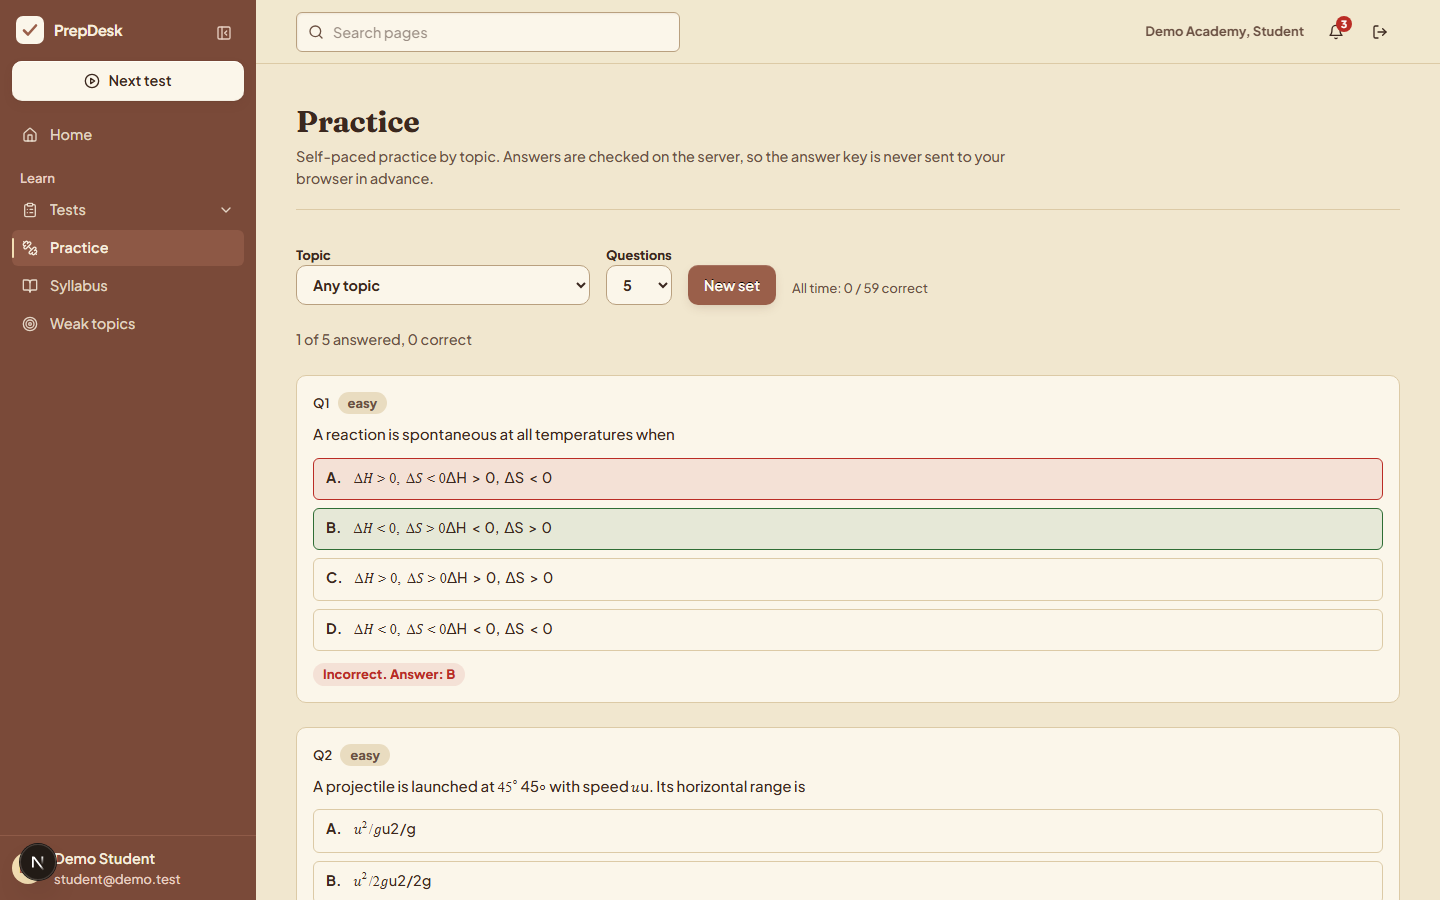 PrepDesk
Search pages
Demo Academy, Student
3
Next test
Home
Learn
Tests
Practice
Syllabus
Weak topics
Practice
Self-paced practice by topic. Answers are checked on the server, so the answer key is never sent to your
browser in advance.
Topic
Questions
Any topic
5
New set
All time: 0 / 59 correct
1 of 5 answered, 0 correct
Q1 easy
A reaction is spontaneous at all temperatures when
A. ΔH > 0, ΔS < 0ΔH > 0, ΔS < 0
B. ΔH < 0, ΔS > 0ΔH < 0, ΔS > 0
C. ΔH > 0, ΔS > 0ΔH > 0, ΔS > 0
D. ΔH < 0, ΔS < 0ΔH < 0, ΔS < 0
Incorrect. Answer: B
Q2 easy
A projectile is launched at 45° 45∘ with speed uu. Its horizontal range is
A. u²/gu2/g
B. u²/2gu2/2g
N
Demo Student
student@demo.test